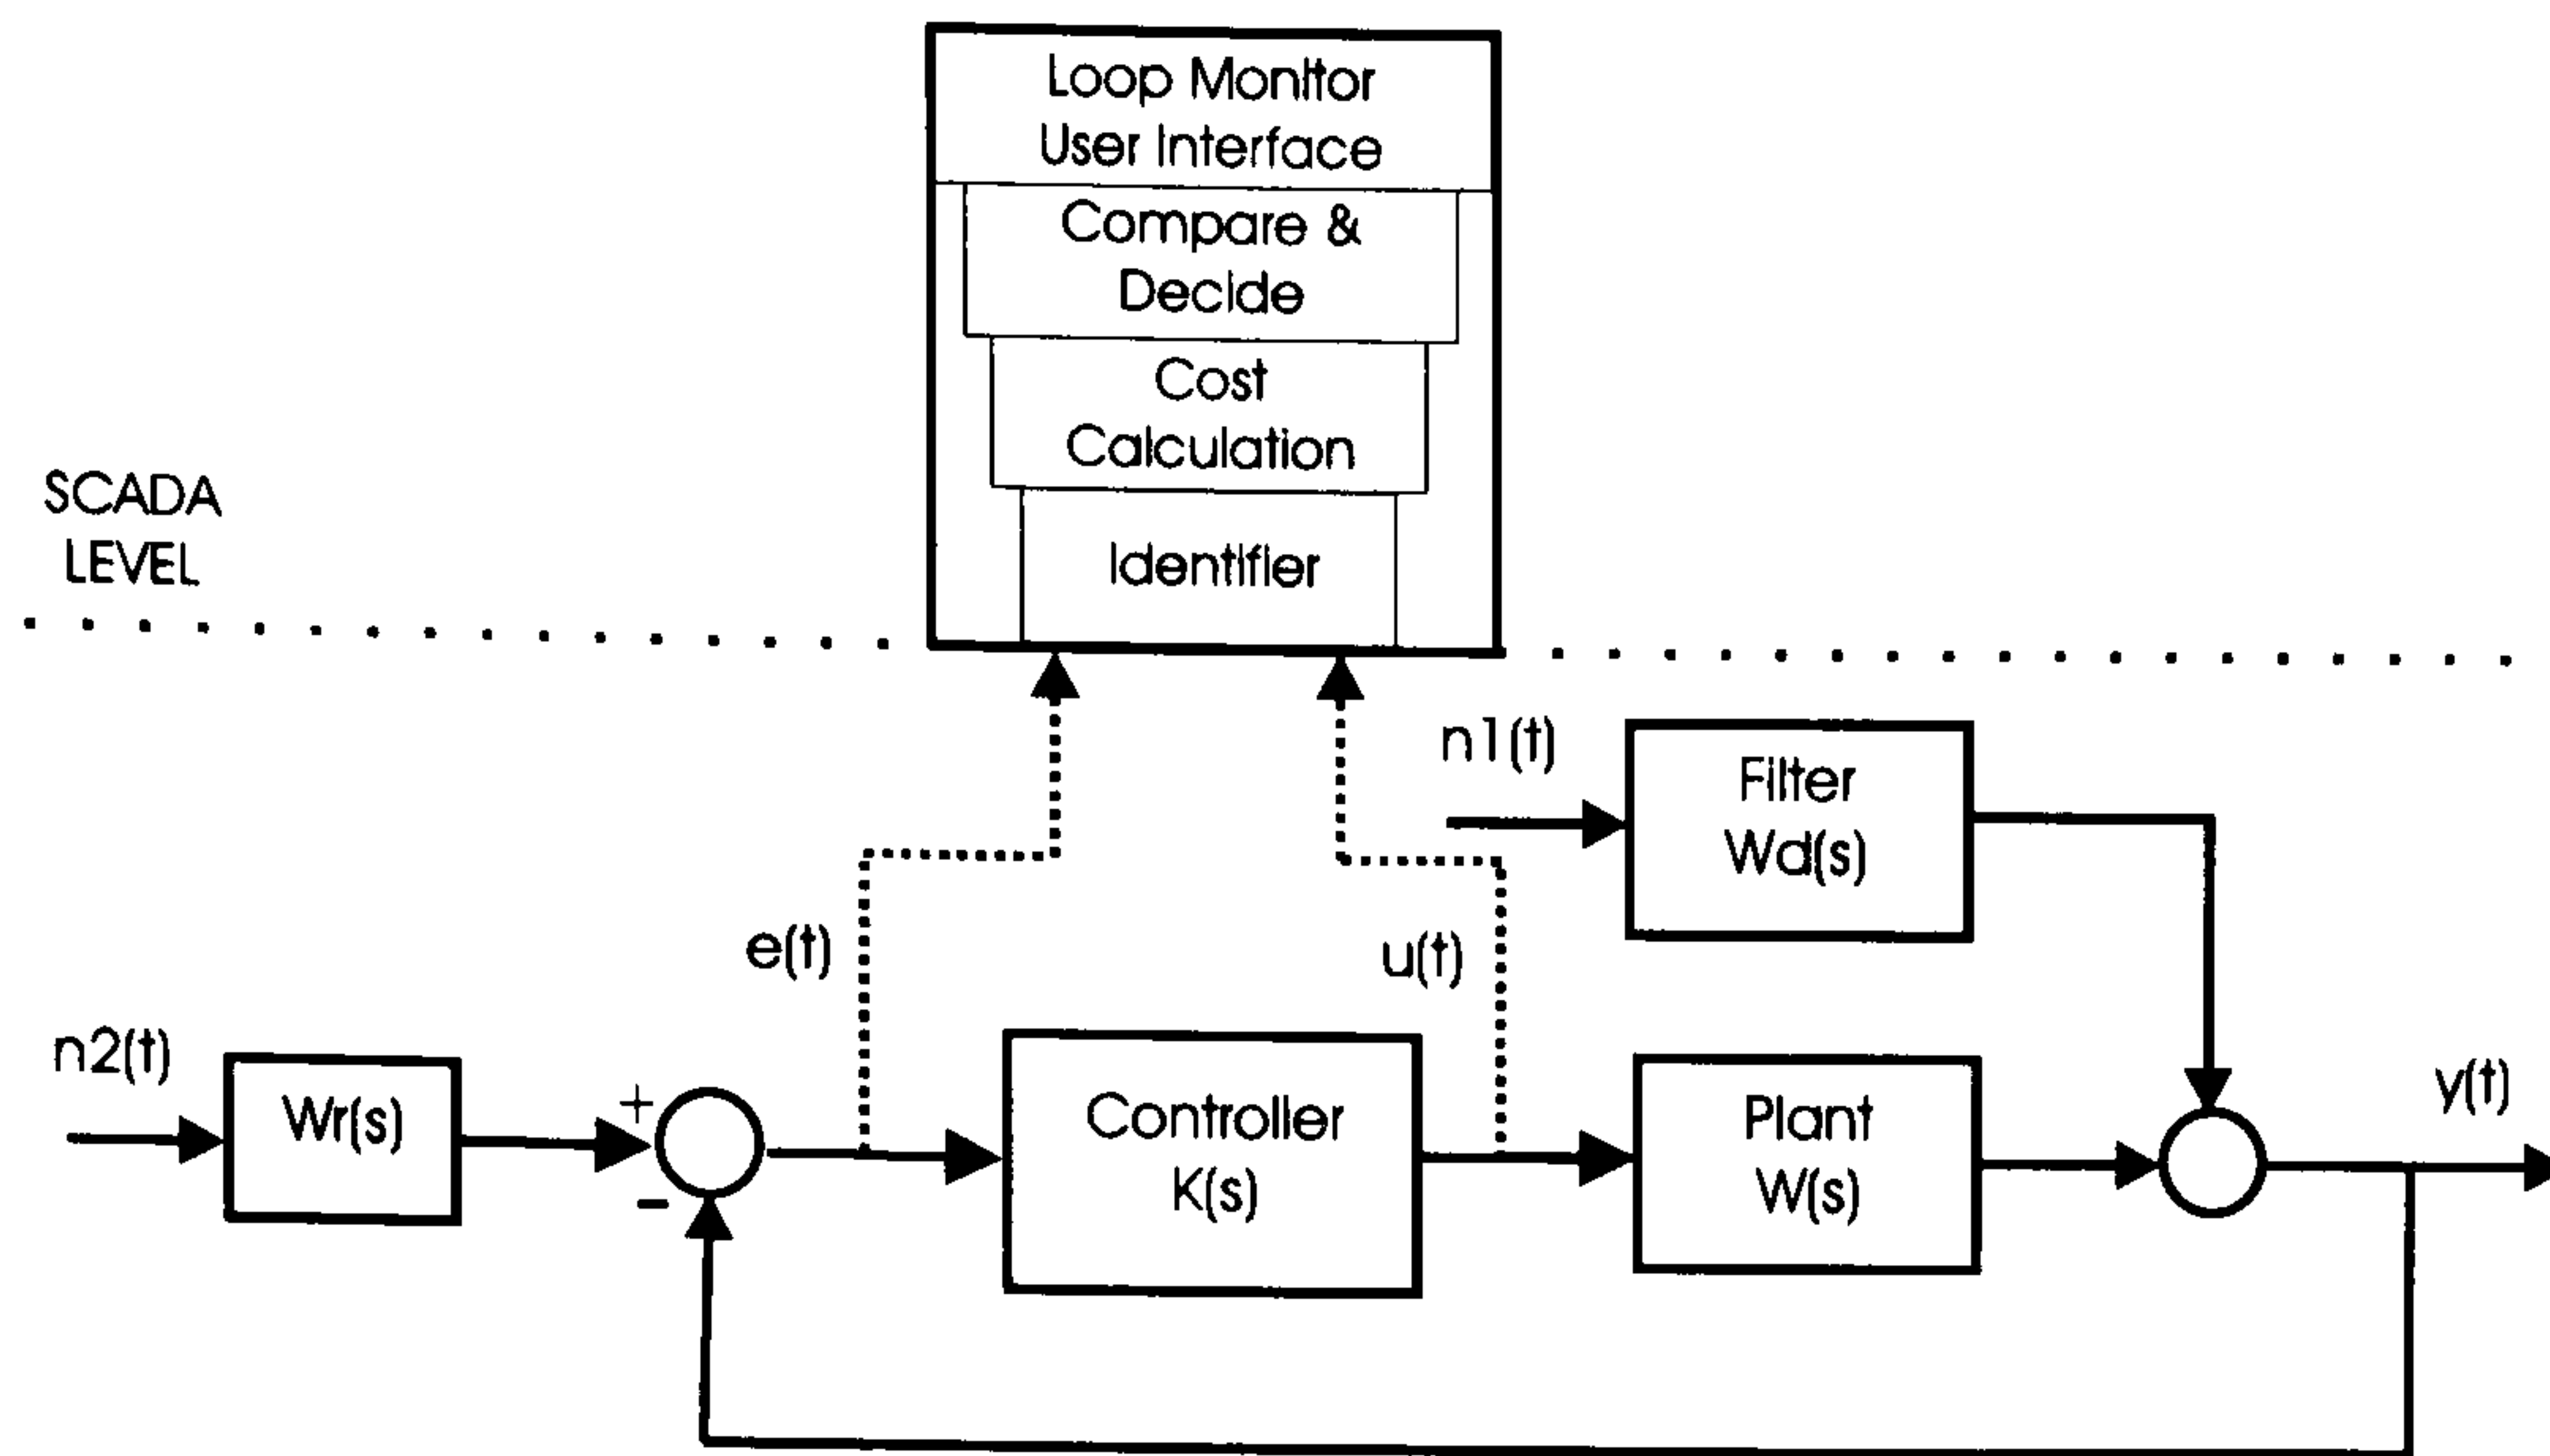 Loop Monitor
User Interface
Compare &
Decide
Cost
Calculation
Identifier
SCADA
LEVEL
n1(t)
Filter
Wd(s)
e(t)
u(t)
n2(t)
Wr(s)
+
-
Controller
K(s)
Plant
W(s)
y(t)